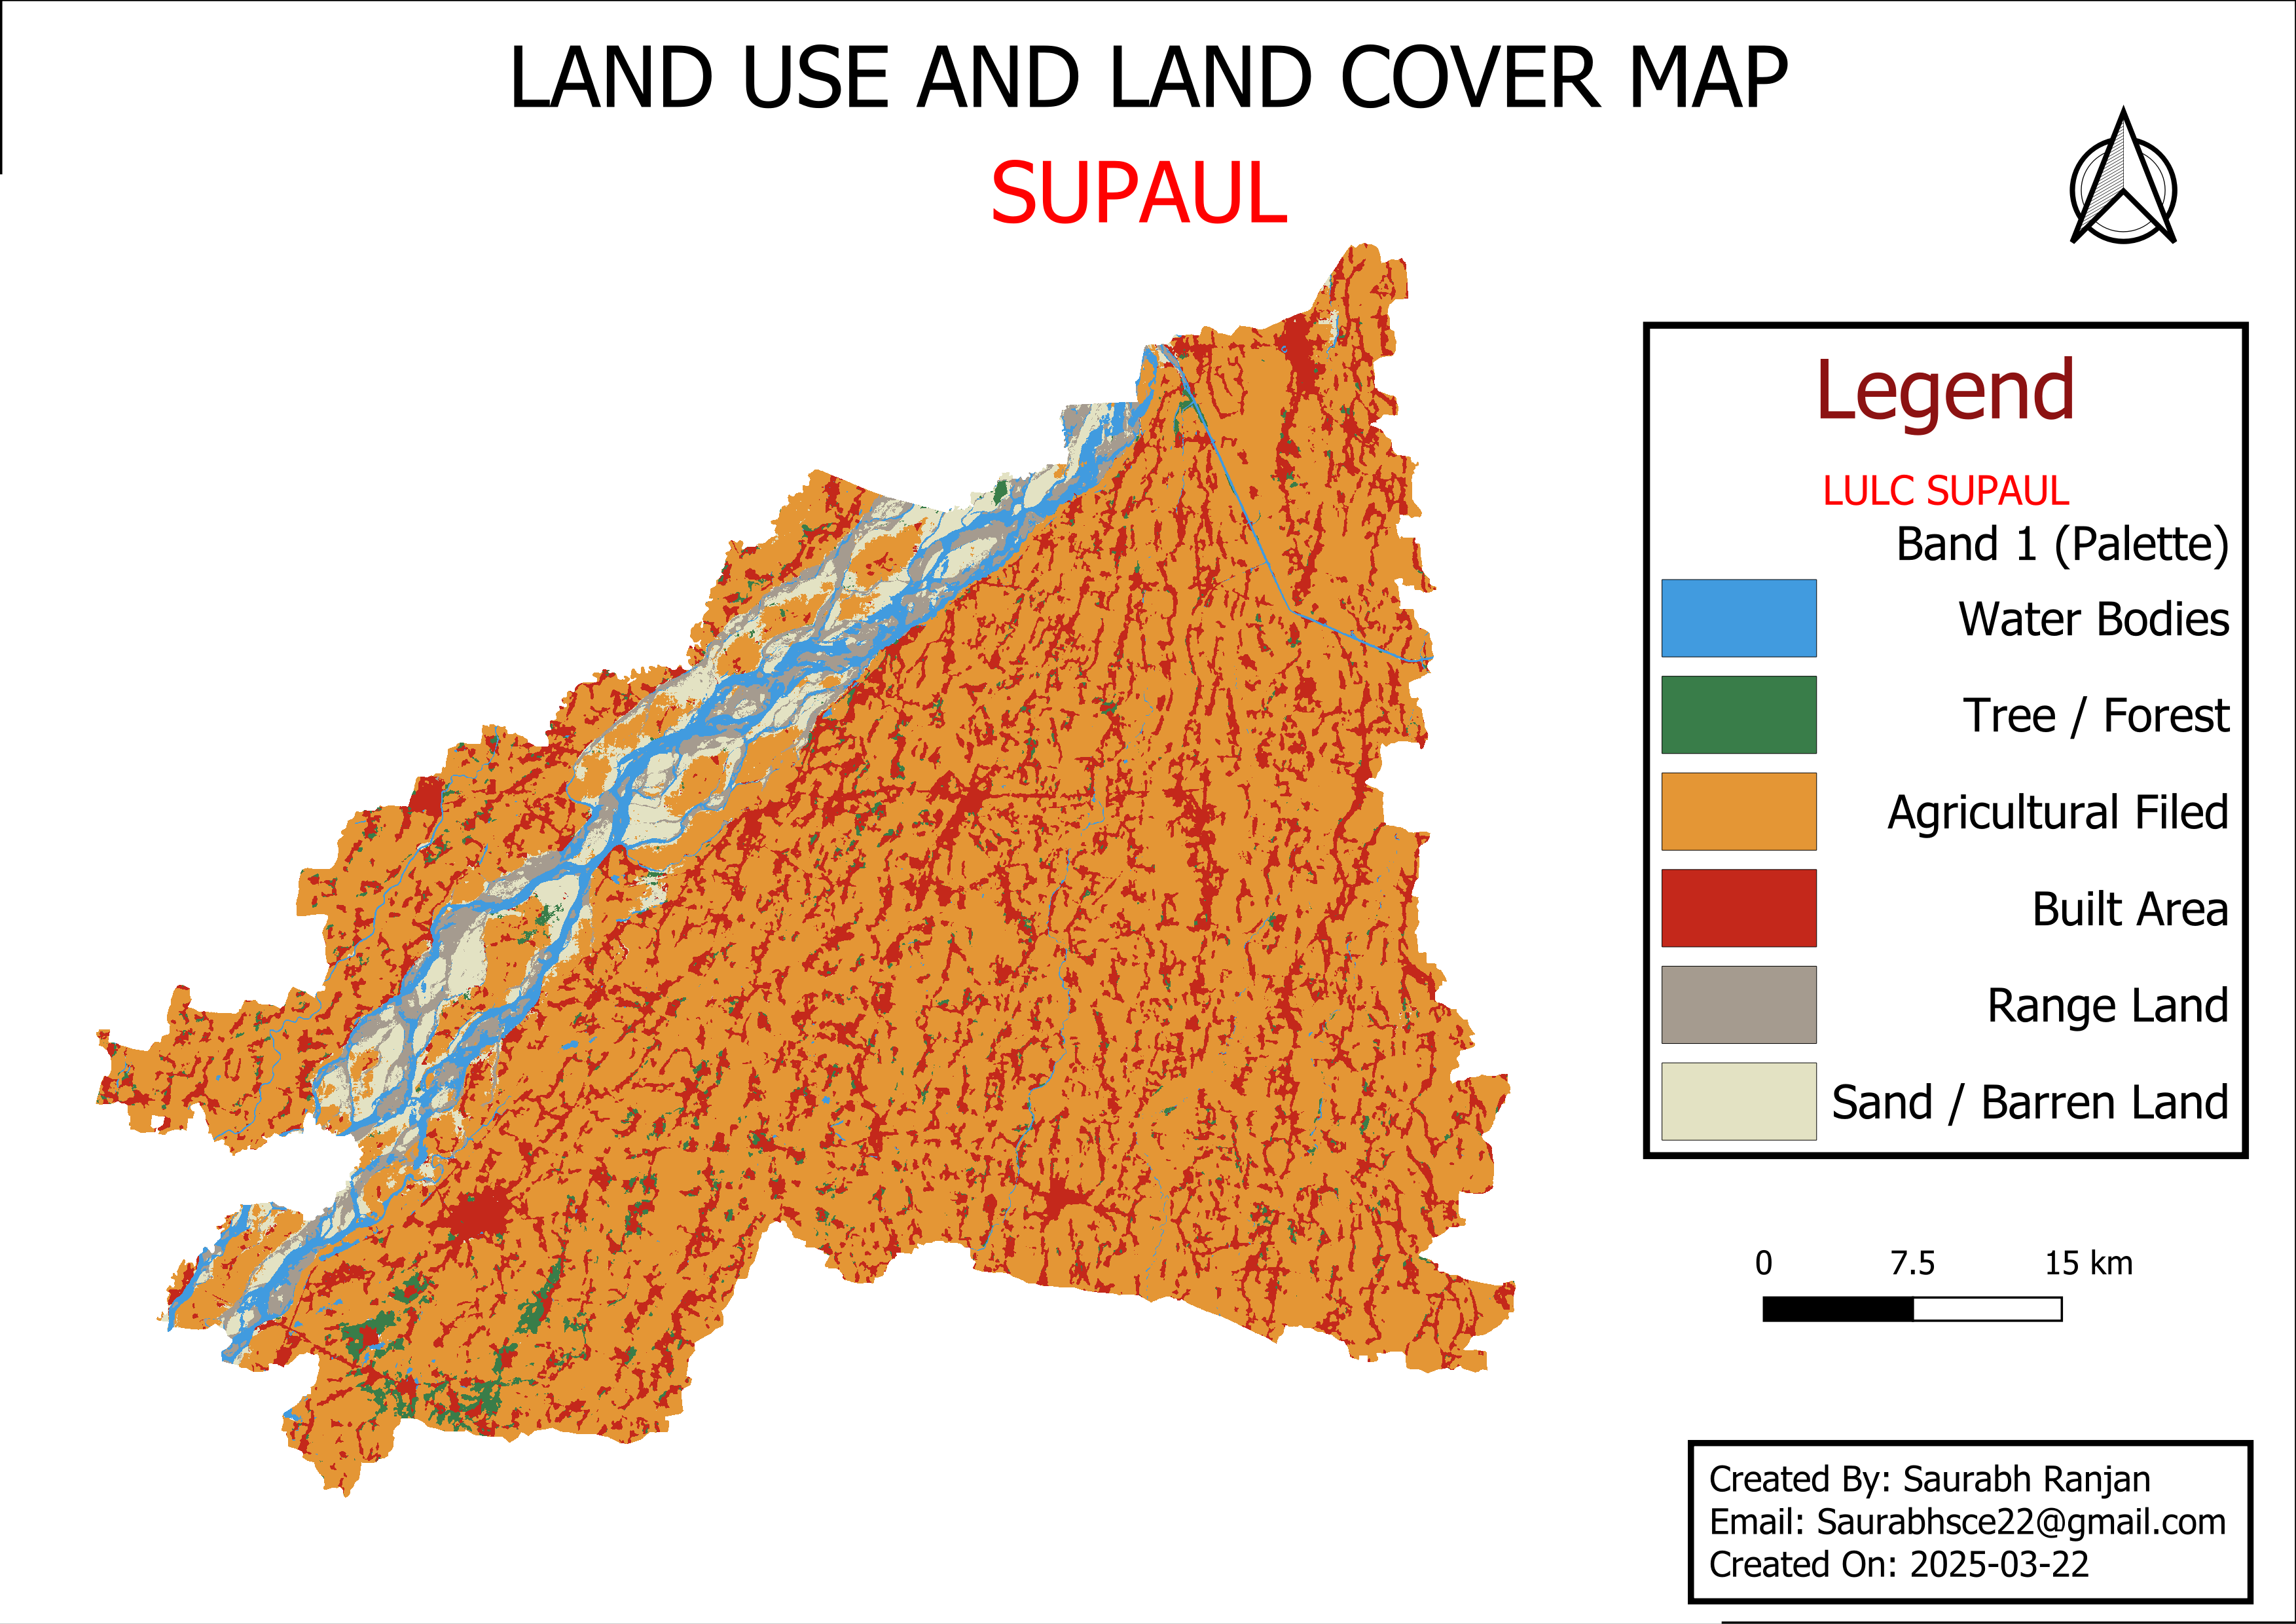 LAND USE AND LAND COVER MAP
SUPAUL
Legend
LULC SUPAUL
Band 1 (Palette)
Water Bodies
Tree / Forest
Agricultural Filed
Built Area
Range Land
Sand / Barren Land
0 7.5 15 km
Created By: Saurabh Ranjan
Email: Saurabhsce22@gmail.com
Created On: 2025-03-22